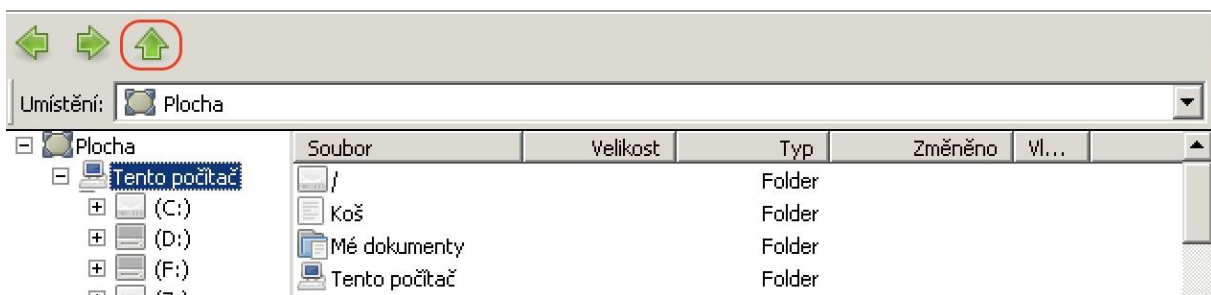 Umístění: Plocha
Plocha
Tento počítač
(C:)
(D:)
(F:)
Soubor Velikost Typ Změněno Vl...
/ Folder
Koš Folder
Mé dokumenty Folder
Tento počítač Folder